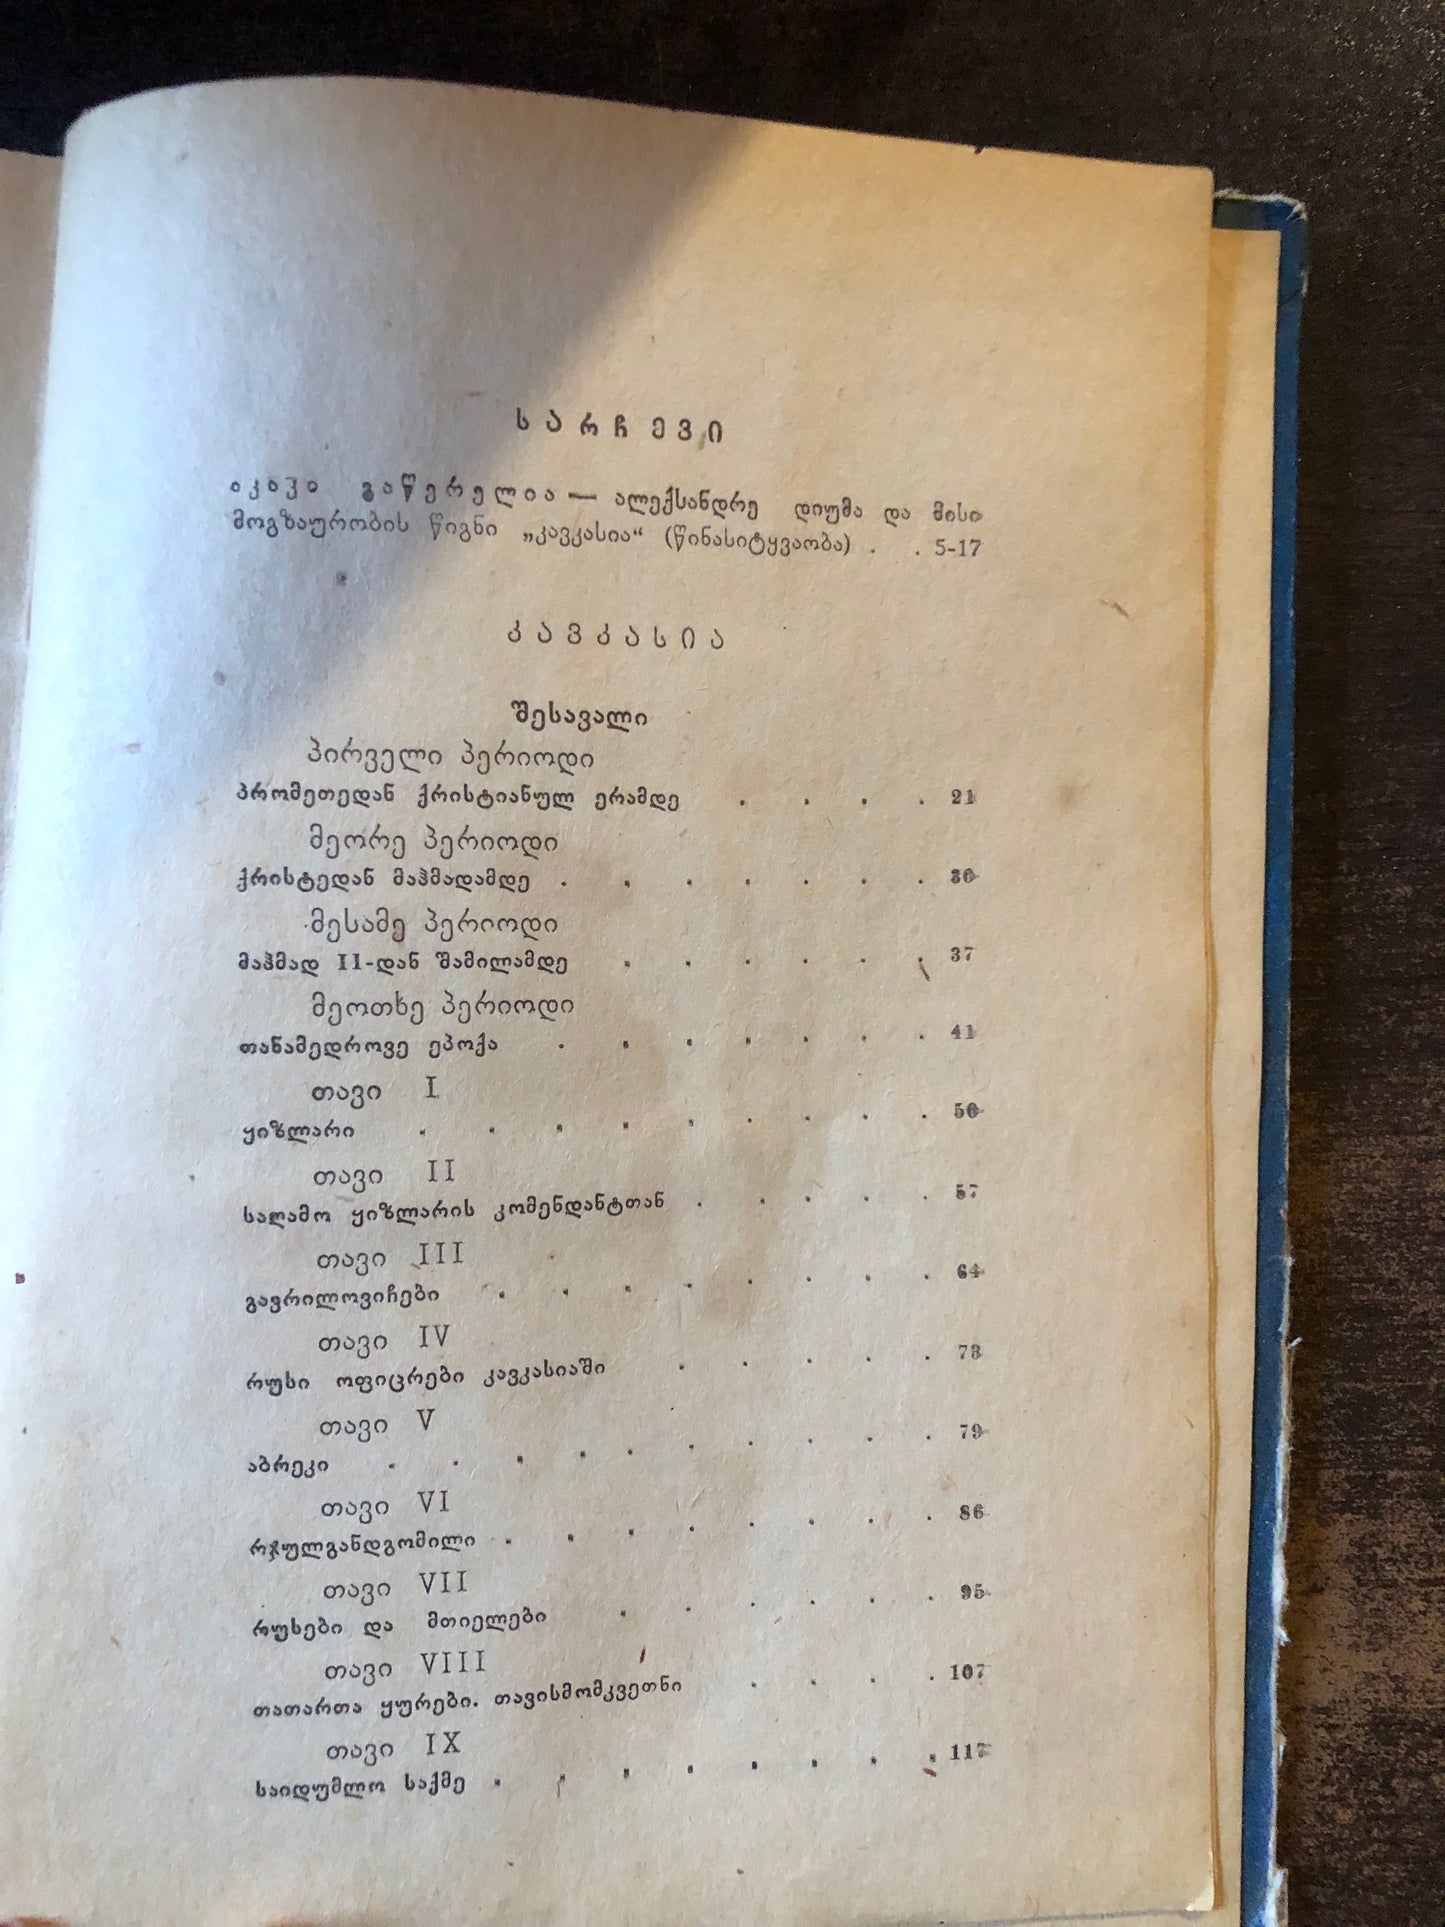 სარჩევი
აკაკი გაწერელია — ალექსანდრე დიუმა და მისი
მოგზაურობის წიგნი „კავკასია“ (წინასიტყვაობა) . . 5-17
კავკასია
შესავალი
პირველი პერიოდი
პრომეთედან ქრისტიანულ ერამდე . . . . 21
მეორე პერიოდი
ქრისტედან მაჰმადამდე . . . . . . . 30
მესამე პერიოდი
მაჰმად II-დან შამილამდე . . . . . . 37
მეოთხე პერიოდი
თანამედროვე ეპოქა . . . . . . . 41
თავი I
ყიზლარი . . . . . . . . . 50
თავი II
საღამო ყიზლარის კომენდანტთან . . . . . 57
თავი III
გავრილოვიჩები . . . . . . . . 64
თავი IV
რუსი ოფიცრები კავკასიაში . . . . . 73
თავი V
აბრეკი . . . . . . . . . . 79
თავი VI
რჯულგანდგომილი . . . . . . . . 86
თავი VII
რუსები და მთიელები . . . . . . 95
თავი VIII
თათართა ყურები. თავისმომკვეთნი . . . . 107
თავი IX
საიდუმლო საქმე . . . . . . . . 117